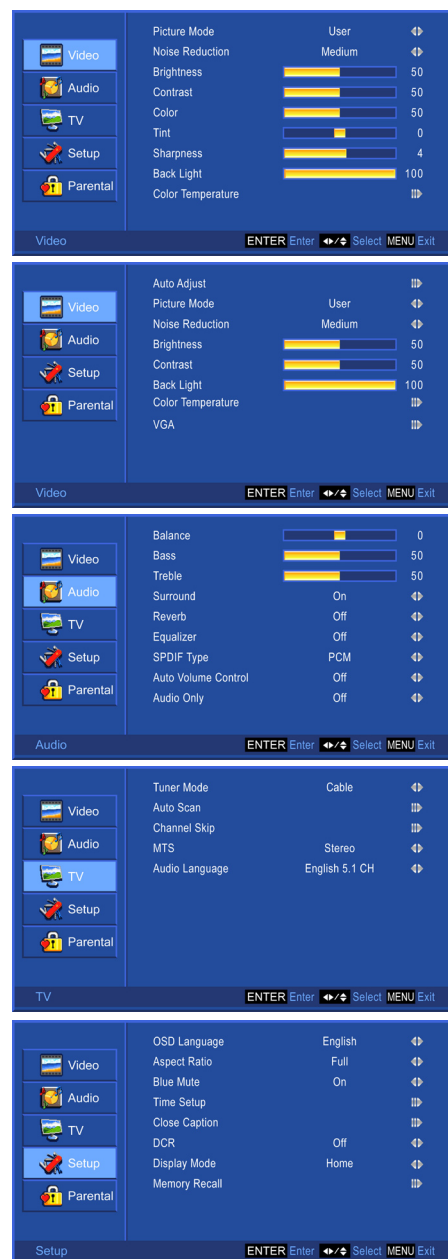 Picture Mode User
Video
Noise Reduction Medium
Brightness 50
Audio
Contrast 50
Color 50
TV
Tint 0
Setup
Sharpness 4
Back Light 100
Parental
Color Temperature
Video ENTER Enter / Select MENU Exit
Auto Adjust
Video
Picture Mode User
Noise Reduction Medium
Audio
Brightness 50
Contrast 50
Setup
Back Light 100
Parental
Color Temperature
VGA
Video ENTER Enter / Select MENU Exit
Balance 0
Video
Bass 50
Treble 50
Audio
Surround On
Reverb Off
TV
Equalizer Off
Setup
SPDIF Type PCM
Auto Volume Control Off
Parental
Audio Only Off
Audio ENTER Enter / Select MENU Exit
Tuner Mode Cable
Video
Auto Scan
Channel Skip
Audio
MTS Stereo
Audio Language English 5.1 CH
TV
Setup
Parental
TV ENTER Enter / Select MENU Exit
OSD Language English
Video
Aspect Ratio Full
Blue Mute On
Audio
Time Setup
Close Caption
TV
DCR Off
Setup
Display Mode Home
Memory Recall
Parental
Setup ENTER Enter / Select MENU Exit